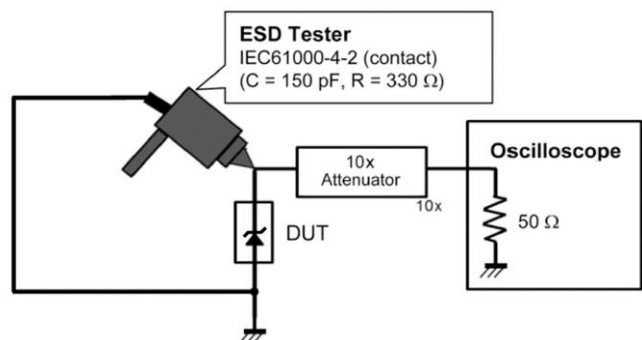 ESD Tester
IEC61000-4-2 (contact)
(C = 150 pF, R = 330 Ω)
10x
Attenuator
10x
Oscilloscope
50 Ω
DUT